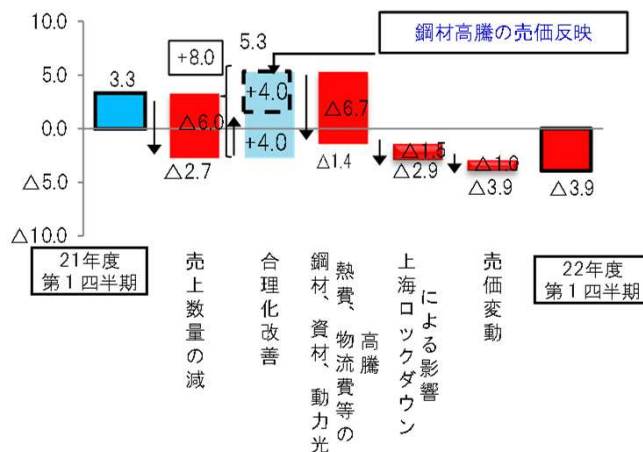 10.0
5.0
0.0
△5.0
△10.0
3.3
+8.0
5.3
鋼材高騰の売価反映
△6.0
△2.7
+4.0
+4.0
△6.7
△1.4
△1.5
△2.9
△1.0
△3.9
△3.9
21年度
第1四半期
売上数量の減
合理化改善
鋼材、資材、動力光
熱費、物流費等の
高騰
上海ロックダウン
による影響
売価変動
22年度
第1四半期